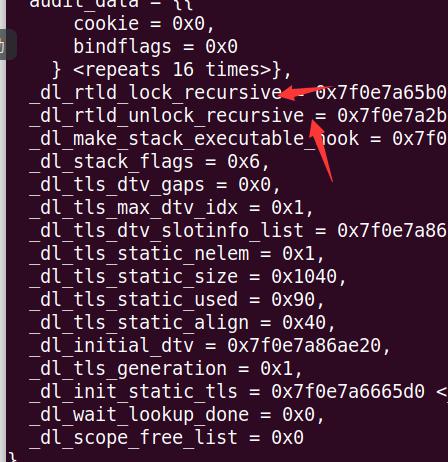 audit_data = {{
cookie = 0x0,
bindflags = 0x0
} <repeats 16 times>},
_dl_rtld_lock_recursive = 0x7f0e7a65b0
_dl_rtld_unlock_recursive = 0x7f0e7a2b
_dl_make_stack_executable_hook = 0x7f0
_dl_stack_flags = 0x6,
_dl_tls_dtv_gaps = 0x0,
_dl_tls_max_dtv_idx = 0x1,
_dl_tls_dtv_slotinfo_list = 0x7f0e7a86
_dl_tls_static_nelem = 0x1,
_dl_tls_static_size = 0x1040,
_dl_tls_static_used = 0x90,
_dl_tls_static_align = 0x40,
_dl_initial_dtv = 0x7f0e7a86ae20,
_dl_tls_generation = 0x1,
_dl_init_static_tls = 0x7f0e7a6665d0 <_
_dl_wait_lookup_done = 0x0,
_dl_scope_free_list = 0x0
}